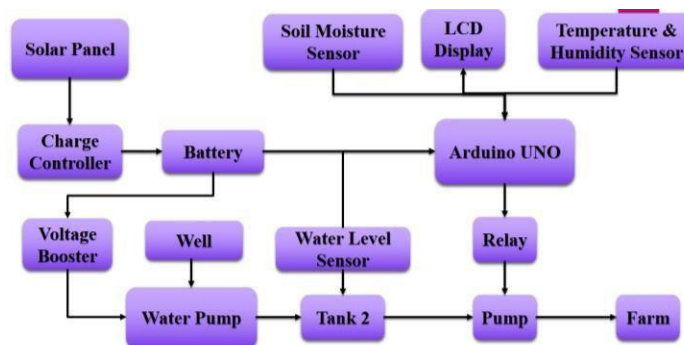 Solar Panel
Soil Moisture
Sensor
LCD
Display
Temperature &
Humidity Sensor
Charge
Controller
Battery
Arduino UNO
Voltage
Booster
Well
Water Level
Sensor
Relay
Water Pump
Tank 2
Pump
Farm